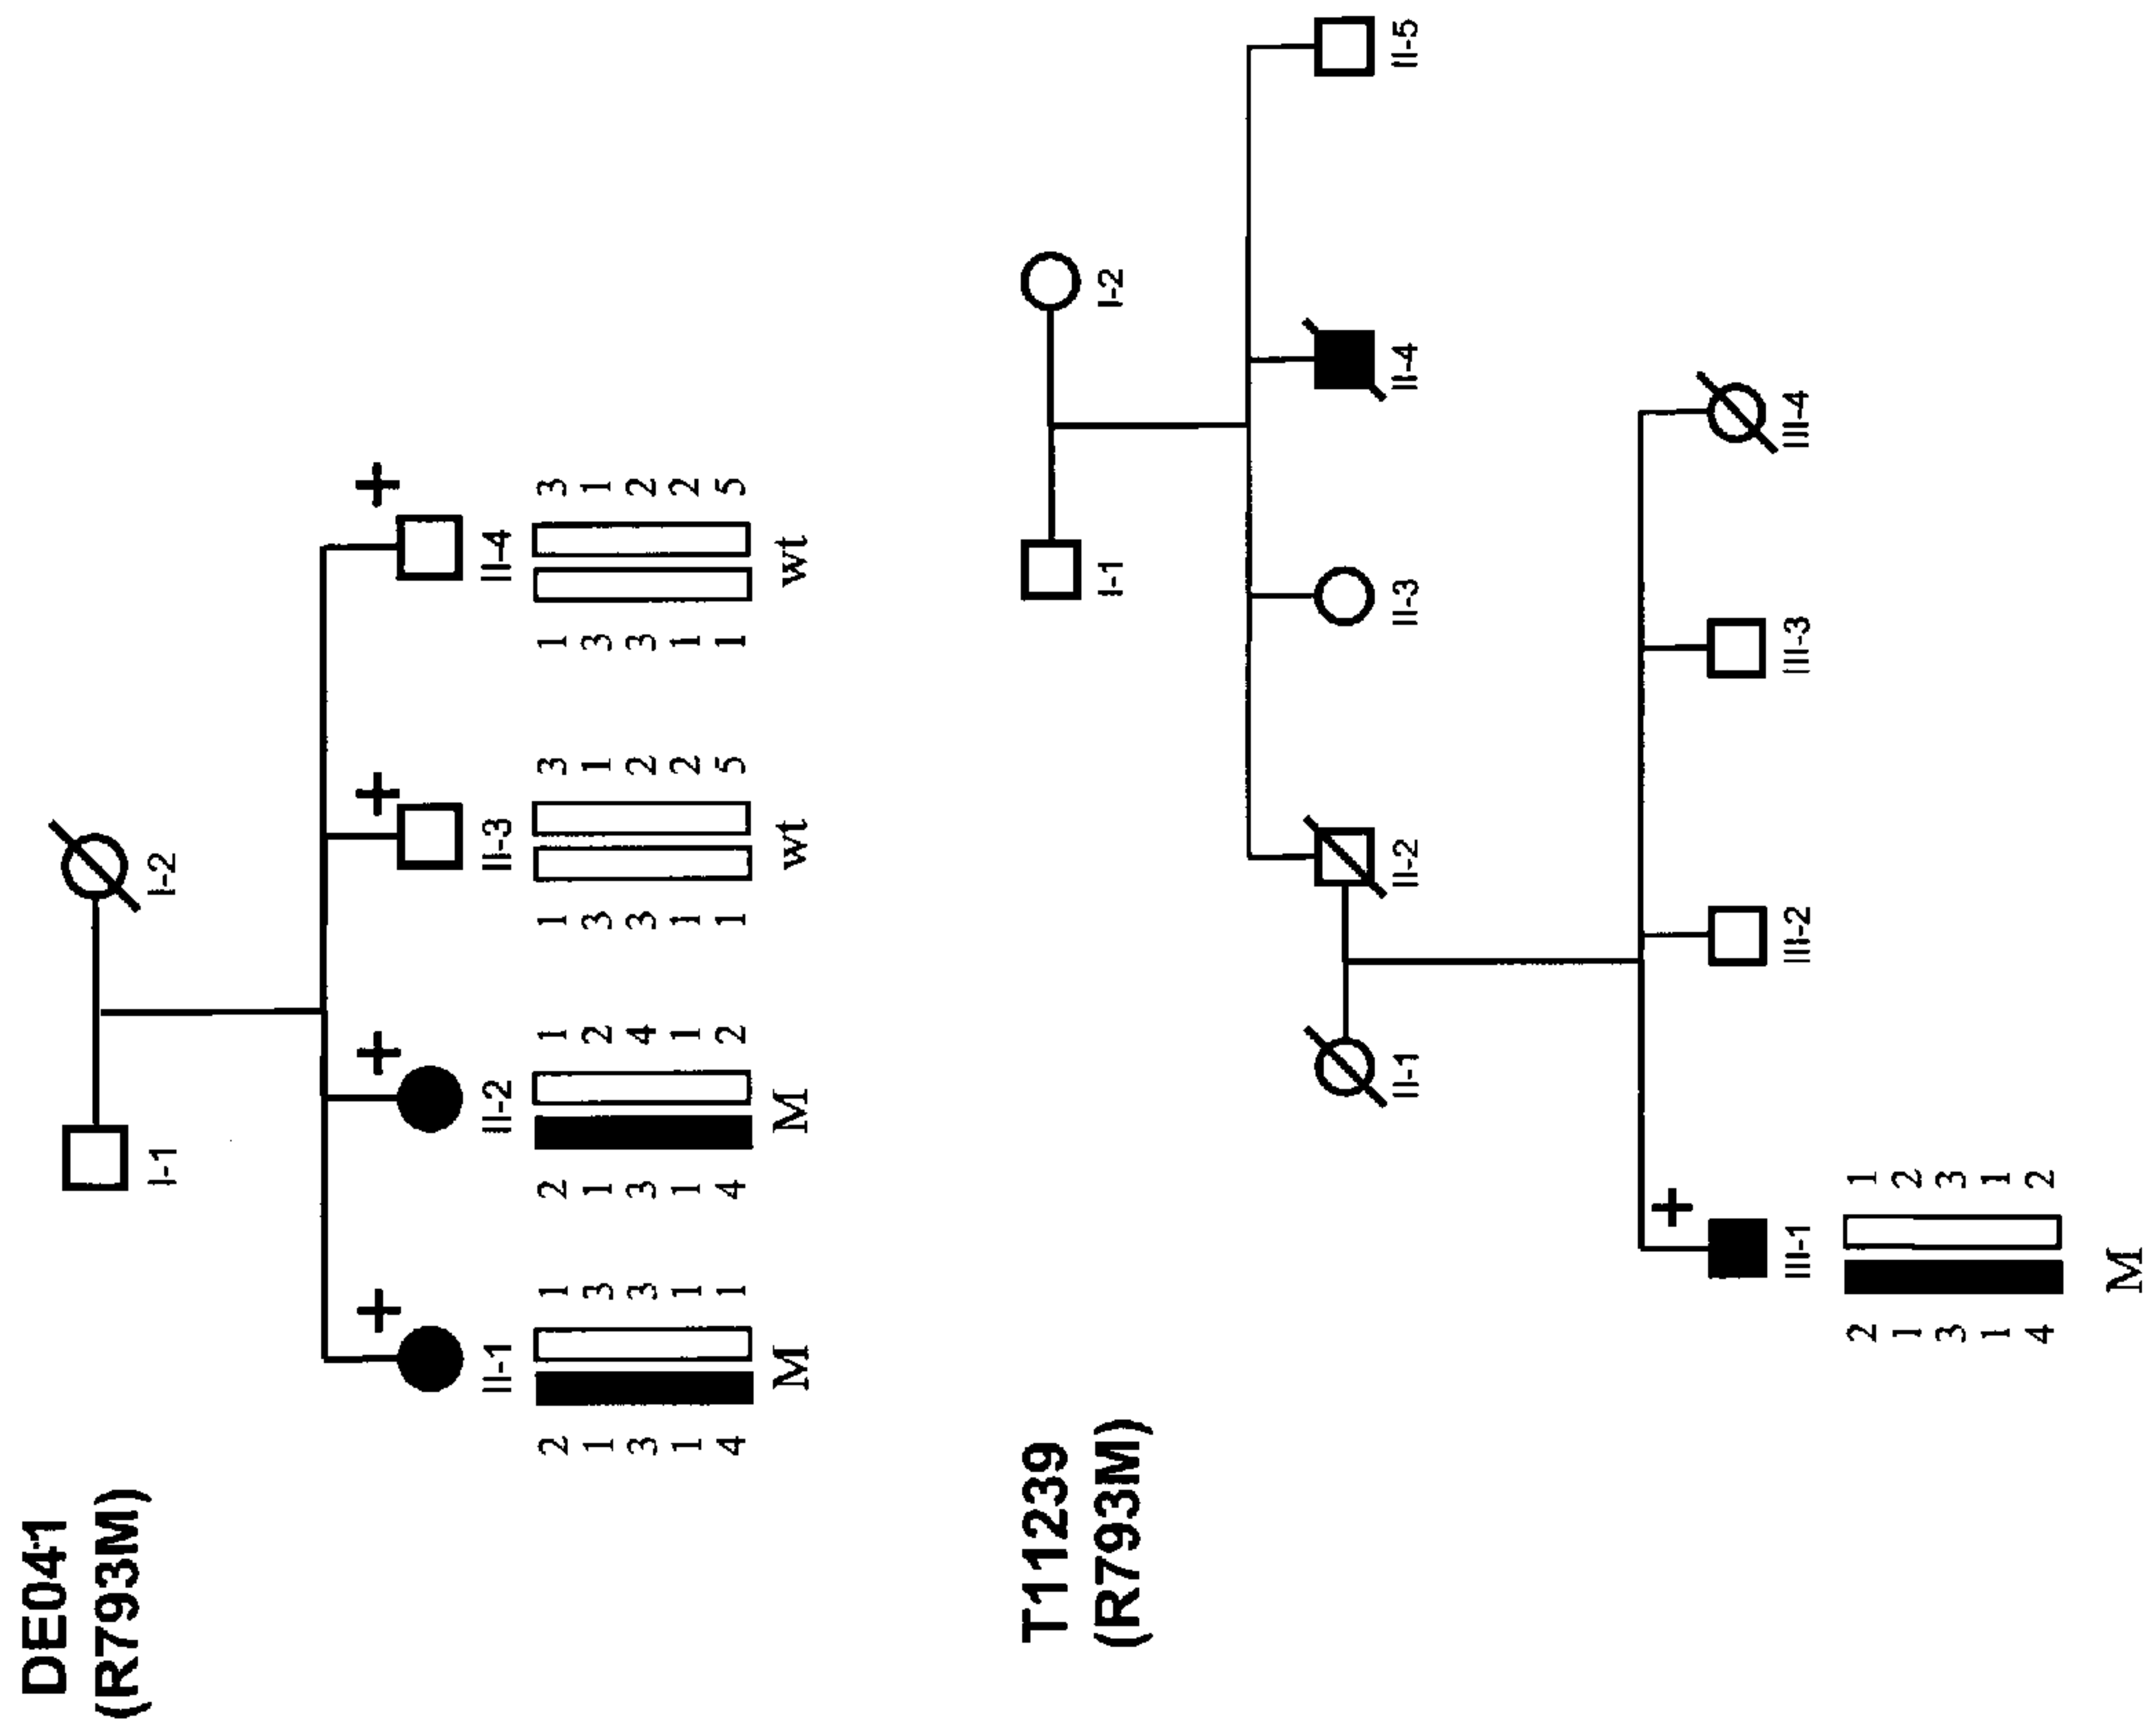 DE041
(R793M)
I-1 I-2
+ + + +
II-1 II-2 II-3 II-4
2 1 2 1 1 3 1 3
1 3 1 2 3 1 3 1
3 3 3 4 3 2 3 2
1 1 1 1 1 2 1 2
4 1 4 2 1 5 1 5
M M wt wt
T11239
(R793M)
I-1 I-2
II-1 II-2 II-3 II-4 II-5
+
III-1 III-2 III-3 III-4
2 1
1 2
3 3
1 1
4 2
M